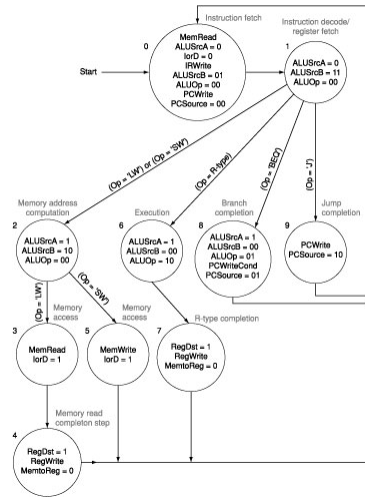 Instruction fetch
0
MemRead
ALUSrcA = 0
IorD = 0
IRWrite
ALUSrcB = 01
ALUOp = 00
PCWrite
PCSource = 00
Start
Instruction decode/
register fetch
1
ALUSrcA = 0
ALUSrcB = 11
ALUOp = 00
(Op = 'LW') or (Op = 'SW')
(Op = R-type)
(Op = 'BEQ')
(Op = 'J')
Memory address
computation
2
ALUSrcA = 1
ALUSrcB = 10
ALUOp = 00
Execution
6
ALUSrcA = 1
ALUSrcB = 00
ALUOp = 10
Branch
completion
8
ALUSrcA = 1
ALUSrcB = 00
ALUOp = 01
PCWriteCond
PCSource = 01
Jump
completion
9
PCWrite
PCSource = 10
(Op = 'LW')
(Op = 'SW')
Memory
access
3
MemRead
IorD = 1
Memory
access
5
MemWrite
IorD = 1
R-type completion
7
RegDst = 1
RegWrite
MemtoReg = 0
Memory read
completon step
4
RegDst = 1
RegWrite
MemtoReg = 0